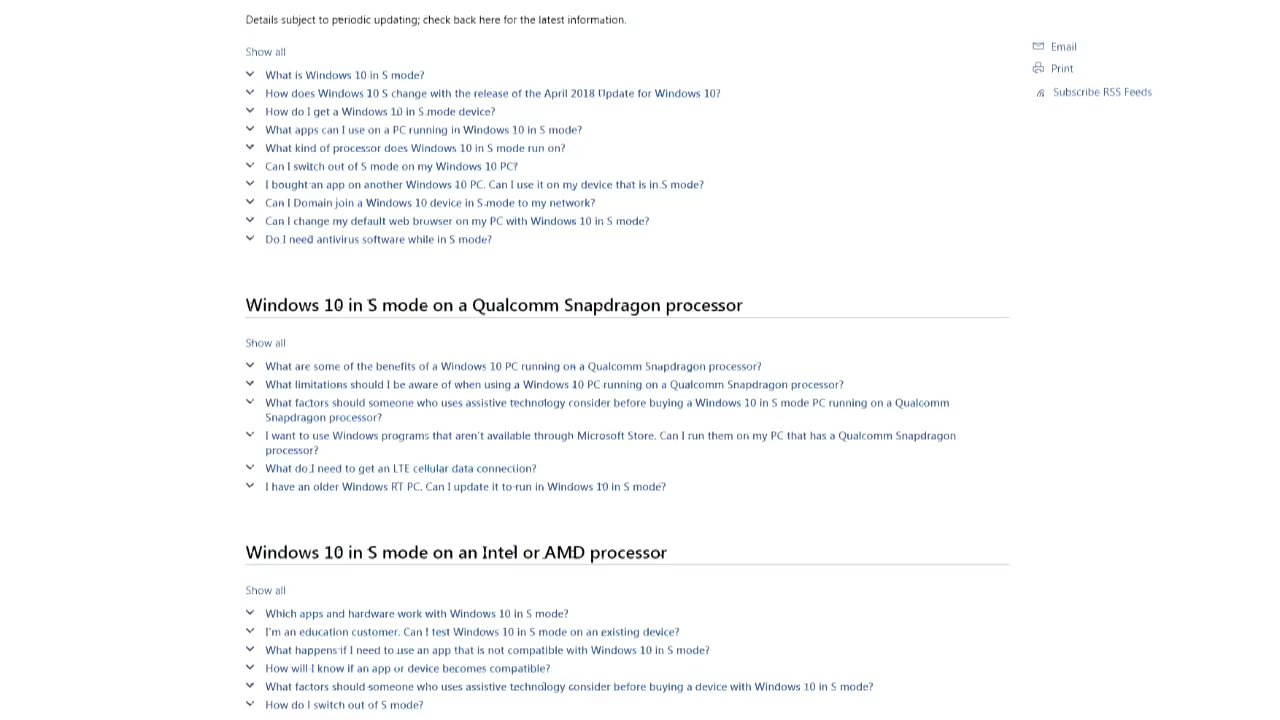 Details subject to periodic updating; check back here for the latest information.
Show all
What is Windows 10 in S mode?
How does Windows 10 S change with the release of the April 2018 Update for Windows 10?
How do I get a Windows 10 in S mode device?
What apps can I use on a PC running in Windows 10 in S mode?
What kind of processor does Windows 10 in S mode run on?
Can I switch out of S mode on my Windows 10 PC?
I bought an app on another Windows 10 PC. Can I use it on my device that is in S mode?
Can I Domain join a Windows 10 device in S mode to my network?
Can I change my default web browser on my PC with Windows 10 in S mode?
Do I need antivirus software while in S mode?
Email
Print
Subscribe RSS Feeds
Windows 10 in S mode on a Qualcomm Snapdragon processor
Show all
What are some of the benefits of a Windows 10 PC running on a Qualcomm Snapdragon processor?
What limitations should I be aware of when using a Windows 10 PC running on a Qualcomm Snapdragon processor?
What factors should someone who uses assistive technology consider before buying a Windows 10 in S mode PC running on a Qualcomm
Snapdragon processor?
I want to use Windows programs that aren't available through Microsoft Store. Can I run them on my PC that has a Qualcomm Snapdragon
processor?
What do I need to get an LTE cellular data connection?
I have an older Windows RT PC. Can I update it to run in Windows 10 in S mode?
Windows 10 in S mode on an Intel or AMD processor
Show all
Which apps and hardware work with Windows 10 in S mode?
I'm an education customer. Can I test Windows 10 in S mode on an existing device?
What happens if I need to use an app that is not compatible with Windows 10 in S mode?
How will I know if an app or device becomes compatible?
What factors should someone who uses assistive technology consider before buying a device with Windows 10 in S mode?
How do I switch out of S mode?